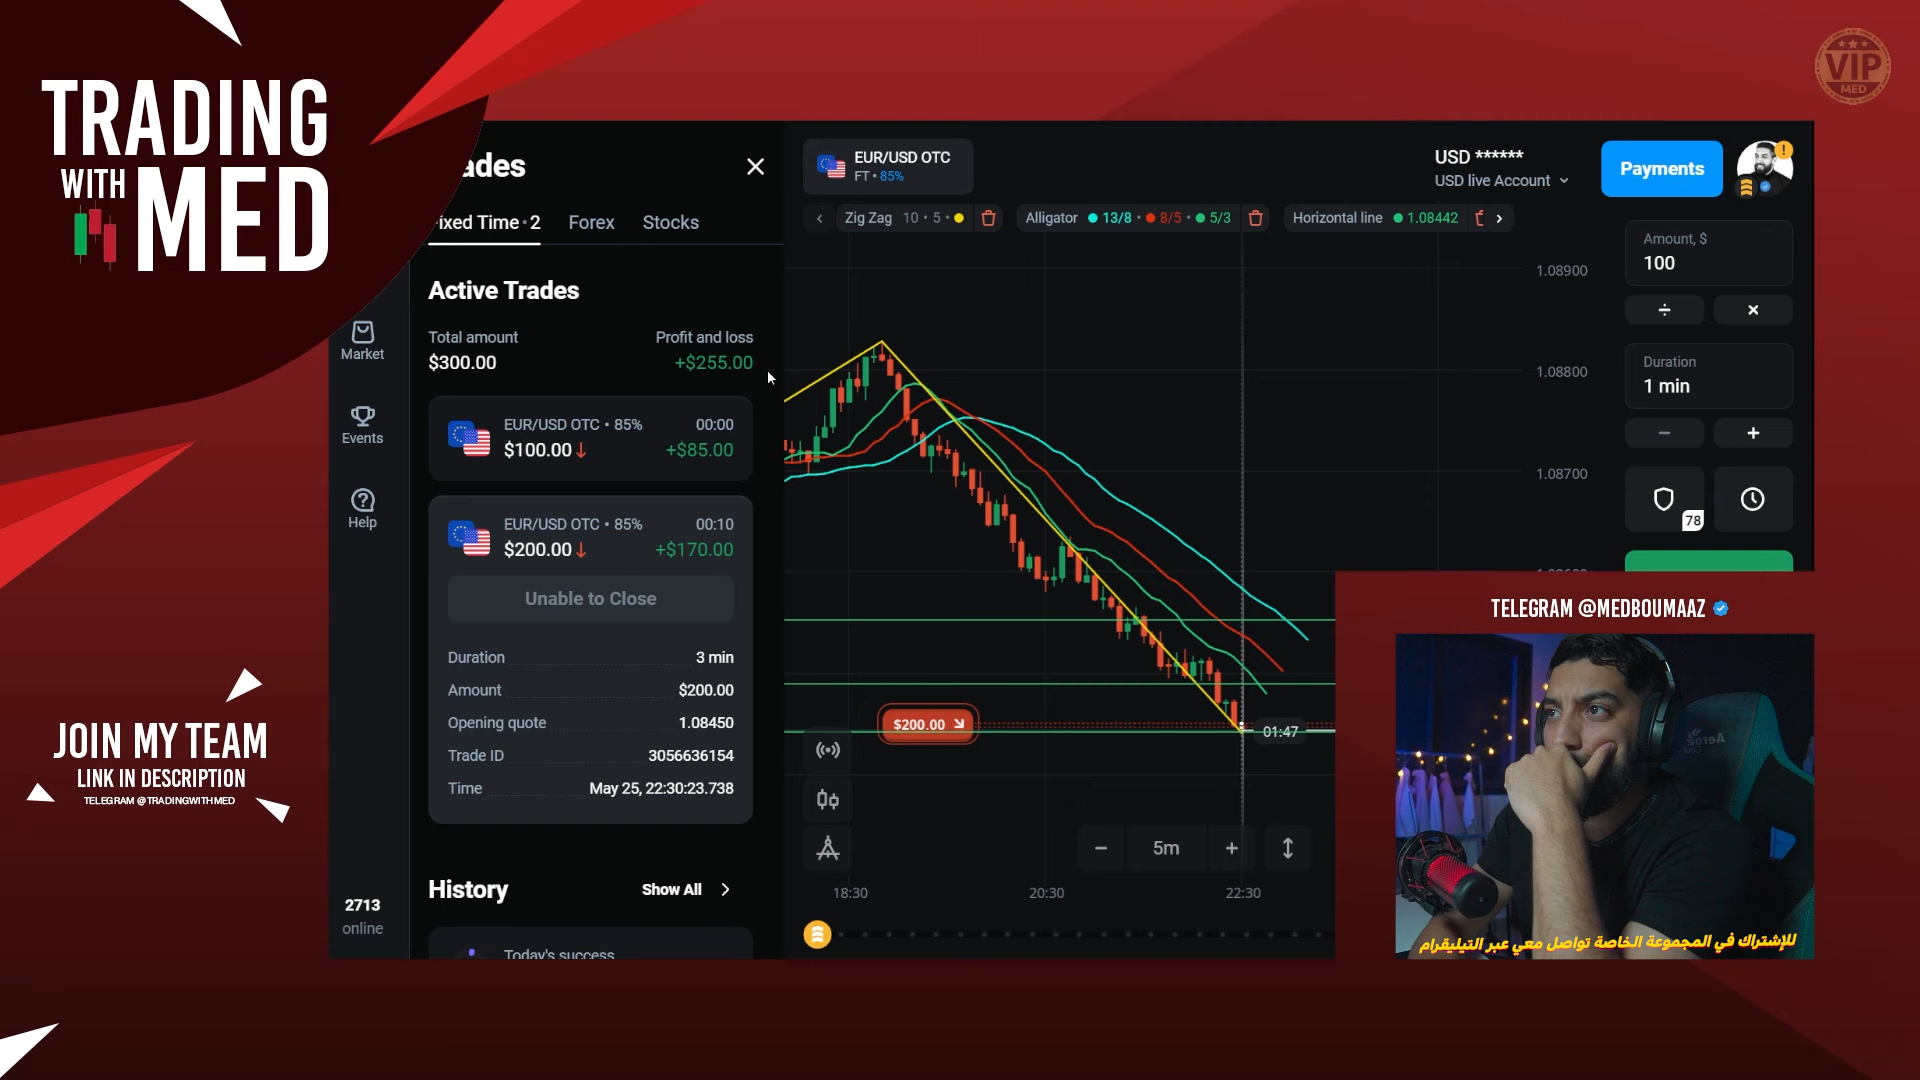 TRADING
WITH
MED
JOIN MY TEAM
LINK IN DESCRIPTION
TELEGRAM @TRADINGWITHMED
VIP
MED
Market
Events
Help
2713
online
ades
ixed Time • 2
Forex
Stocks
Active Trades
Total amount
Profit and loss
$300.00
+$255.00
EUR/USD OTC • 85%
00:00
$100.00
+$85.00
EUR/USD OTC • 85%
00:10
$200.00
+$170.00
Unable to Close
Duration
3 min
Amount
$200.00
Opening quote
1.08450
Trade ID
3056636154
Time
May 25, 22:30:23.738
History
Show All
Today's success
EUR/USD OTC
FT • 85%
Zig Zag 10 • 5 •
Alligator 13/8 • 8/5 • 5/3
Horizontal line 1.08442
1.08900
1.08800
1.08700
$200.00
01:47
5m
18:30
20:30
22:30
USD ******
USD live Account
Payments
Amount, $
100
÷
×
Duration
1 min
−
+
78
TELEGRAM @MEDBOUMAAZ
للإشتراك في المجموعة الخاصة تواصل معي عبر التيليقرام